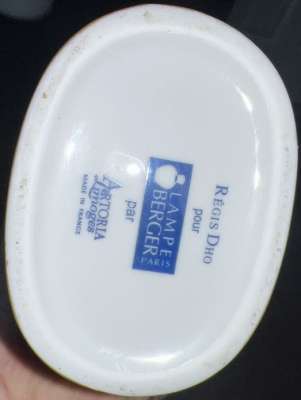 RÉGIS DHO
pour
LAMPE
BERGER
PARIS
par
ARTORIA
Limoges
MADE IN FRANCE